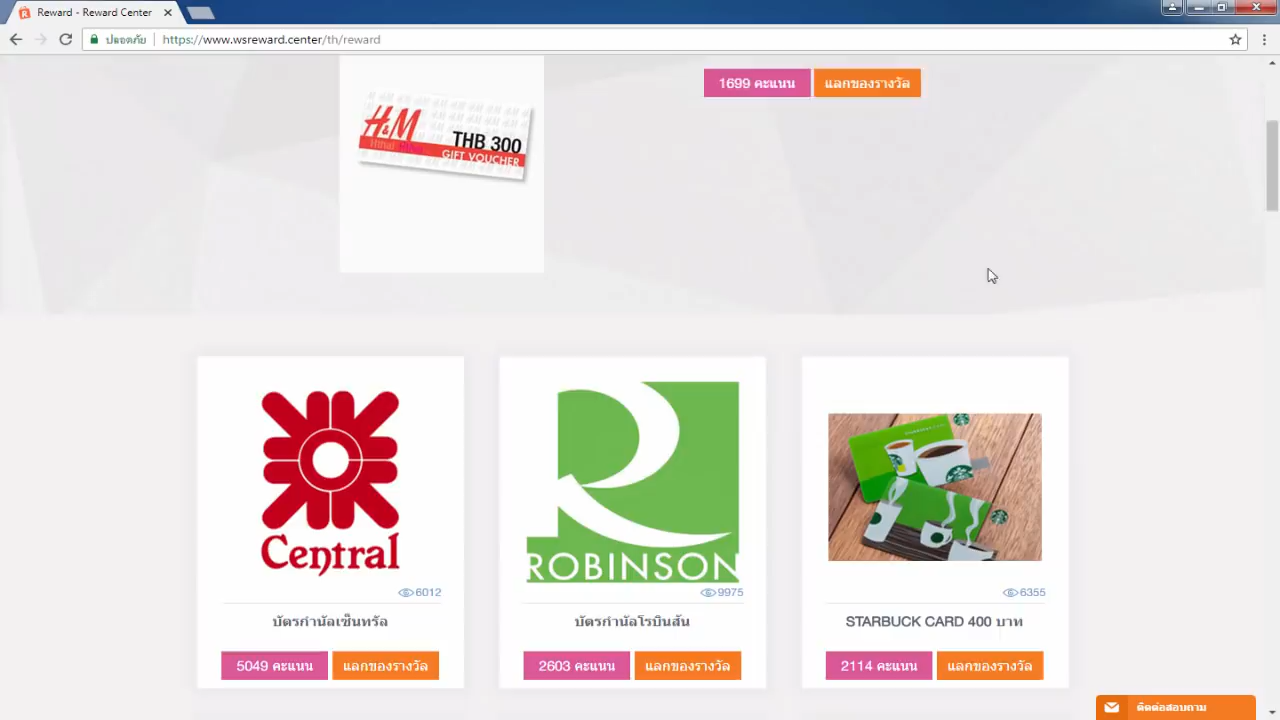 Reward - Reward Center
ปลอดภัย
https://www.wsreward.center/th/reward
1699 คะแนน
แลกของรางวัล
H&M
THB 300
GIFT VOUCHER
Central
ROBINSON
6012
9975
6355
บัตรกำนัลเซ็นทรัล
บัตรกำนัลโรบินสัน
STARBUCK CARD 400 บาท
5049 คะแนน
แลกของรางวัล
2603 คะแนน
แลกของรางวัล
2114 คะแนน
แลกของรางวัล
ติดต่อสอบถาม